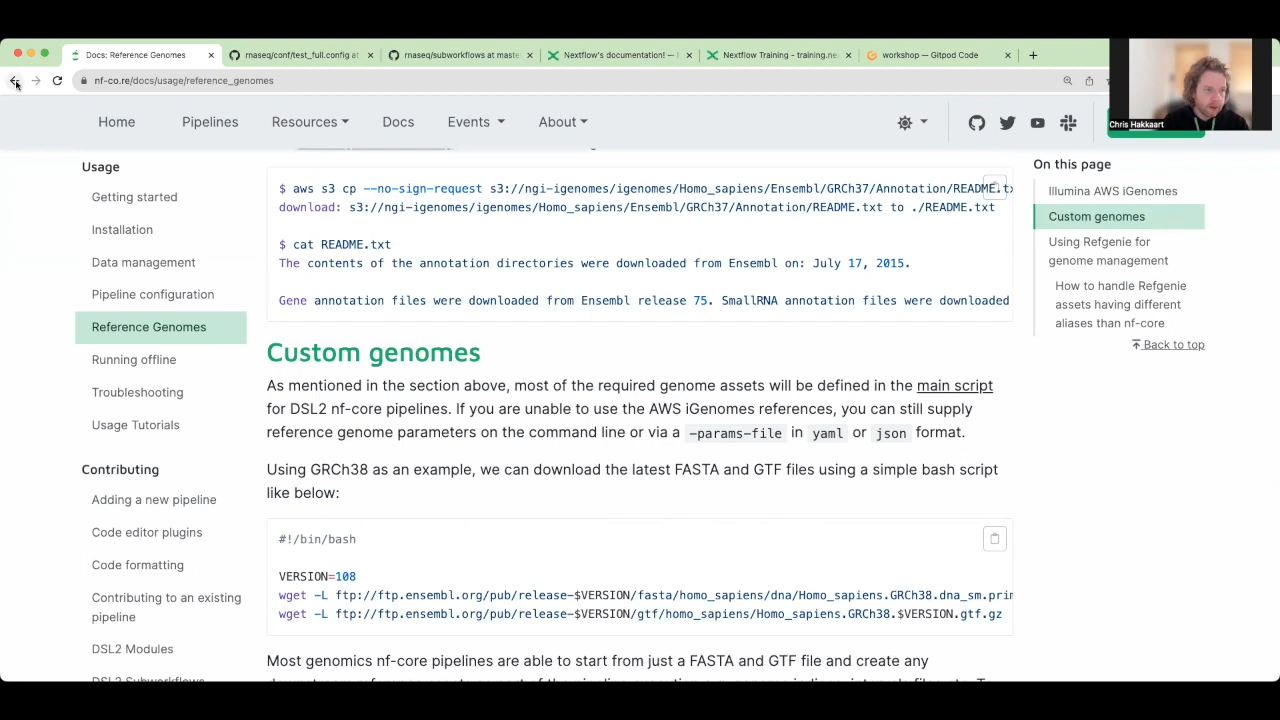 Docs: Reference Genomes
rnaseq/conf/test_full.config at
rnaseq/subworkflows at maste
Nextflow's documentation! —
Nextflow Training - training.ne
workshop — Gitpod Code
nf-co.re/docs/usage/reference_genomes
Chris Hakkaart
Home
Pipelines
Resources
Docs
Events
About
Usage
Getting started
Installation
Data management
Pipeline configuration
Reference Genomes
Running offline
Troubleshooting
Usage Tutorials
Contributing
Adding a new pipeline
Code editor plugins
Code formatting
Contributing to an existing
pipeline
DSL2 Modules
DSL2 Subworkflows
$ aws s3 cp --no-sign-request s3://ngi-igenomes/igenomes/Homo_sapiens/Ensembl/GRCh37/Annotation/README.tx
download: s3://ngi-igenomes/igenomes/Homo_sapiens/Ensembl/GRCh37/Annotation/README.txt to ./README.txt
$ cat README.txt
The contents of the annotation directories were downloaded from Ensembl on: July 17, 2015.
Gene annotation files were downloaded from Ensembl release 75. SmallRNA annotation files were downloaded
Custom genomes
As mentioned in the section above, most of the required genome assets will be defined in the main script
for DSL2 nf-core pipelines. If you are unable to use the AWS iGenomes references, you can still supply
reference genome parameters on the command line or via a -params-file in yaml or json format.
Using GRCh38 as an example, we can download the latest FASTA and GTF files using a simple bash script
like below:
#!/bin/bash
VERSION=108
wget -L ftp://ftp.ensembl.org/pub/release-$VERSION/fasta/homo_sapiens/dna/Homo_sapiens.GRCh38.dna_sm.prim
wget -L ftp://ftp.ensembl.org/pub/release-$VERSION/gtf/homo_sapiens/Homo_sapiens.GRCh38.$VERSION.gtf.gz
Most genomics nf-core pipelines are able to start from just a FASTA and GTF file and create any
On this page
Illumina AWS iGenomes
Custom genomes
Using Refgenie for
genome management
How to handle Refgenie
assets having different
aliases than nf-core
Back to top